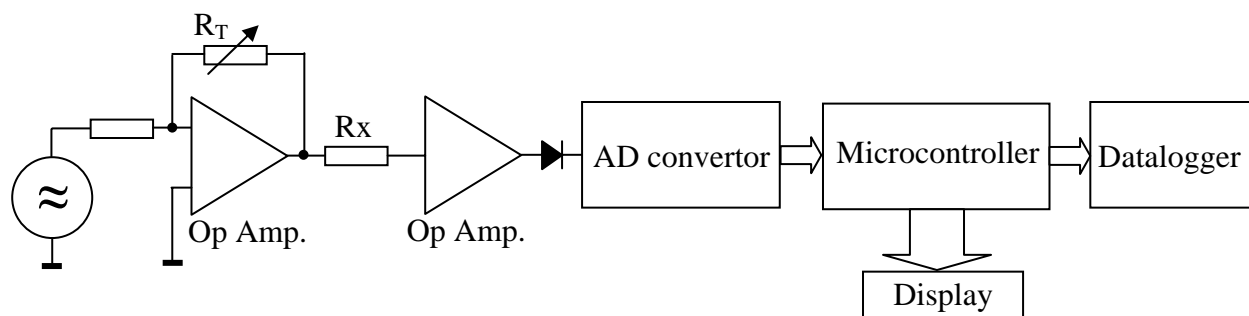 R_T
Rx
Op Amp.
Op Amp.
AD convertor
Microcontroller
Datalogger
Display